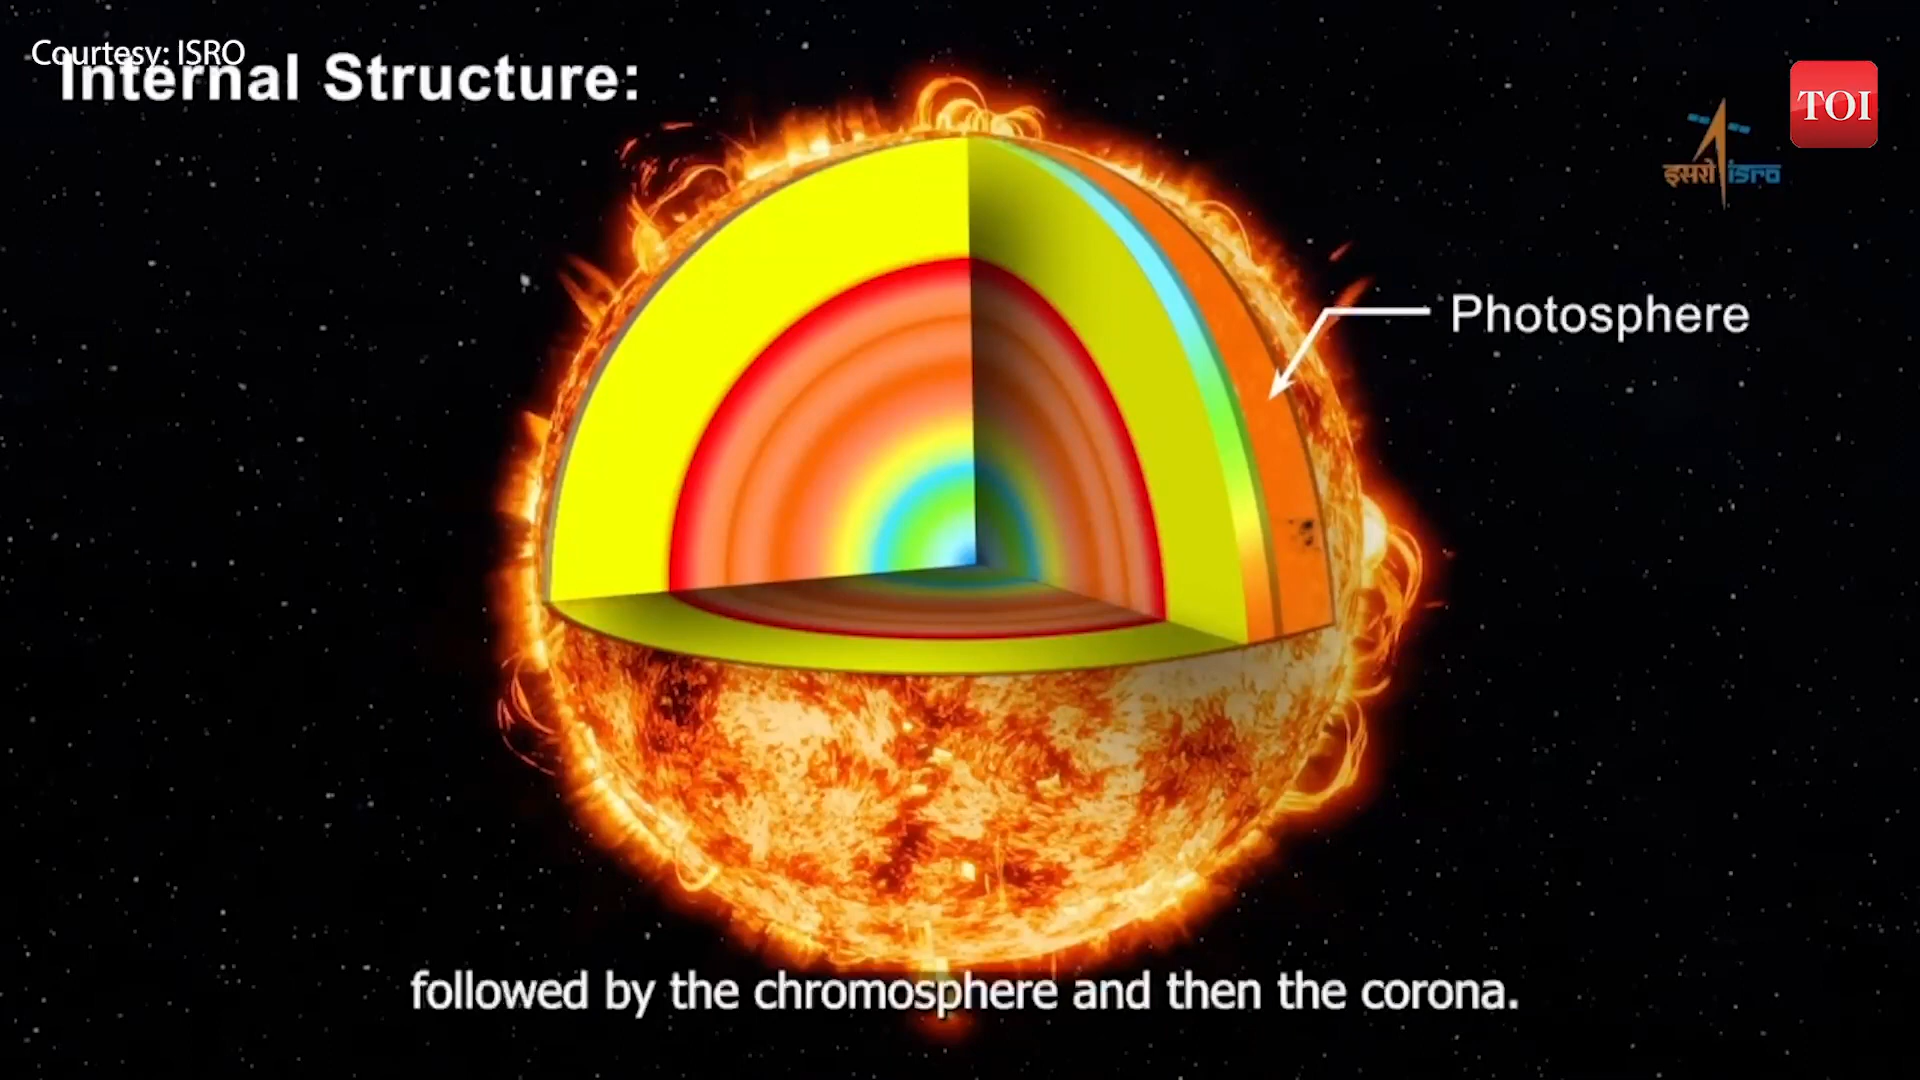 Courtesy: ISRO
Internal Structure:
TOI
इसरो isro
Photosphere
followed by the chromosphere and then the corona.